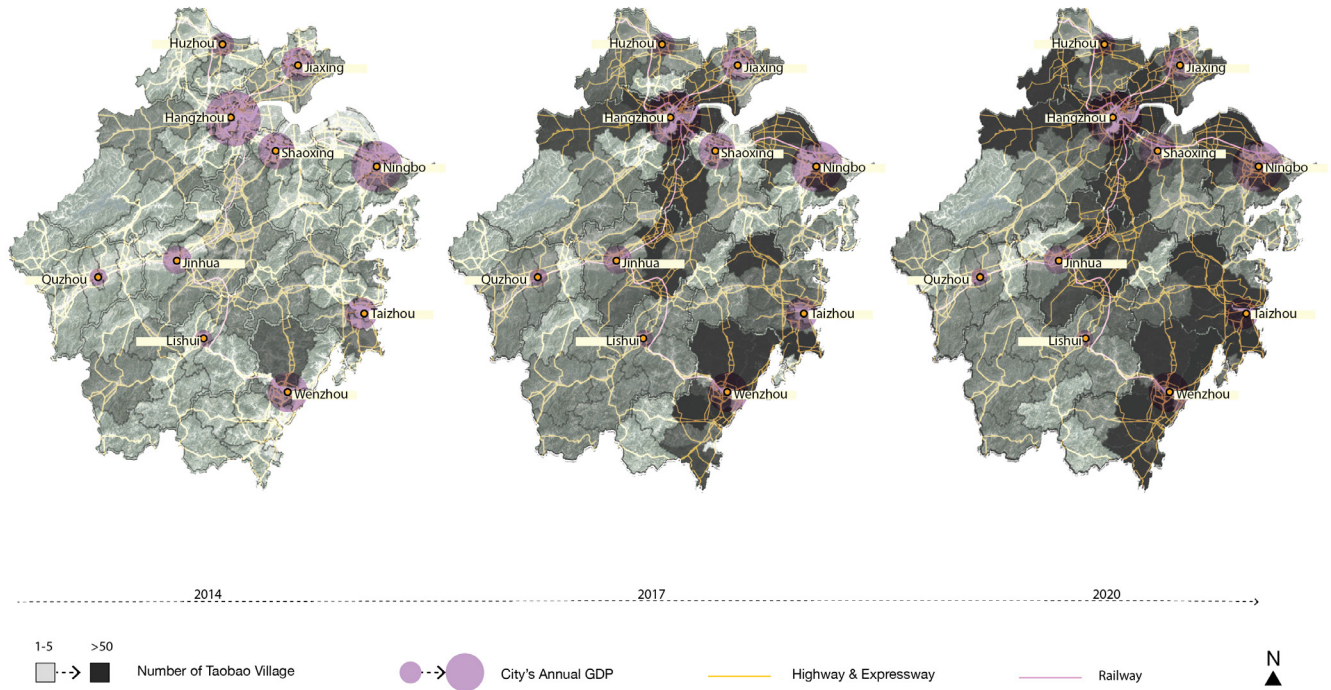 Huzhou
Jiaxing
Hangzhou
Shaoxing
Ningbo
Jinhua
Quzhou
Taizhou
Lishui
Wenzhou
Huzhou
Jiaxing
Hangzhou
Shaoxing
Ningbo
Jinhua
Quzhou
Taizhou
Lishui
Wenzhou
Huzhou
Jiaxing
Hangzhou
Shaoxing
Ningbo
Jinhua
Quzhou
Taizhou
Lishui
Wenzhou
2014
2017
2020
1-5
>50
Number of Taobao Village
City's Annual GDP
Highway & Expressway
Railway
N